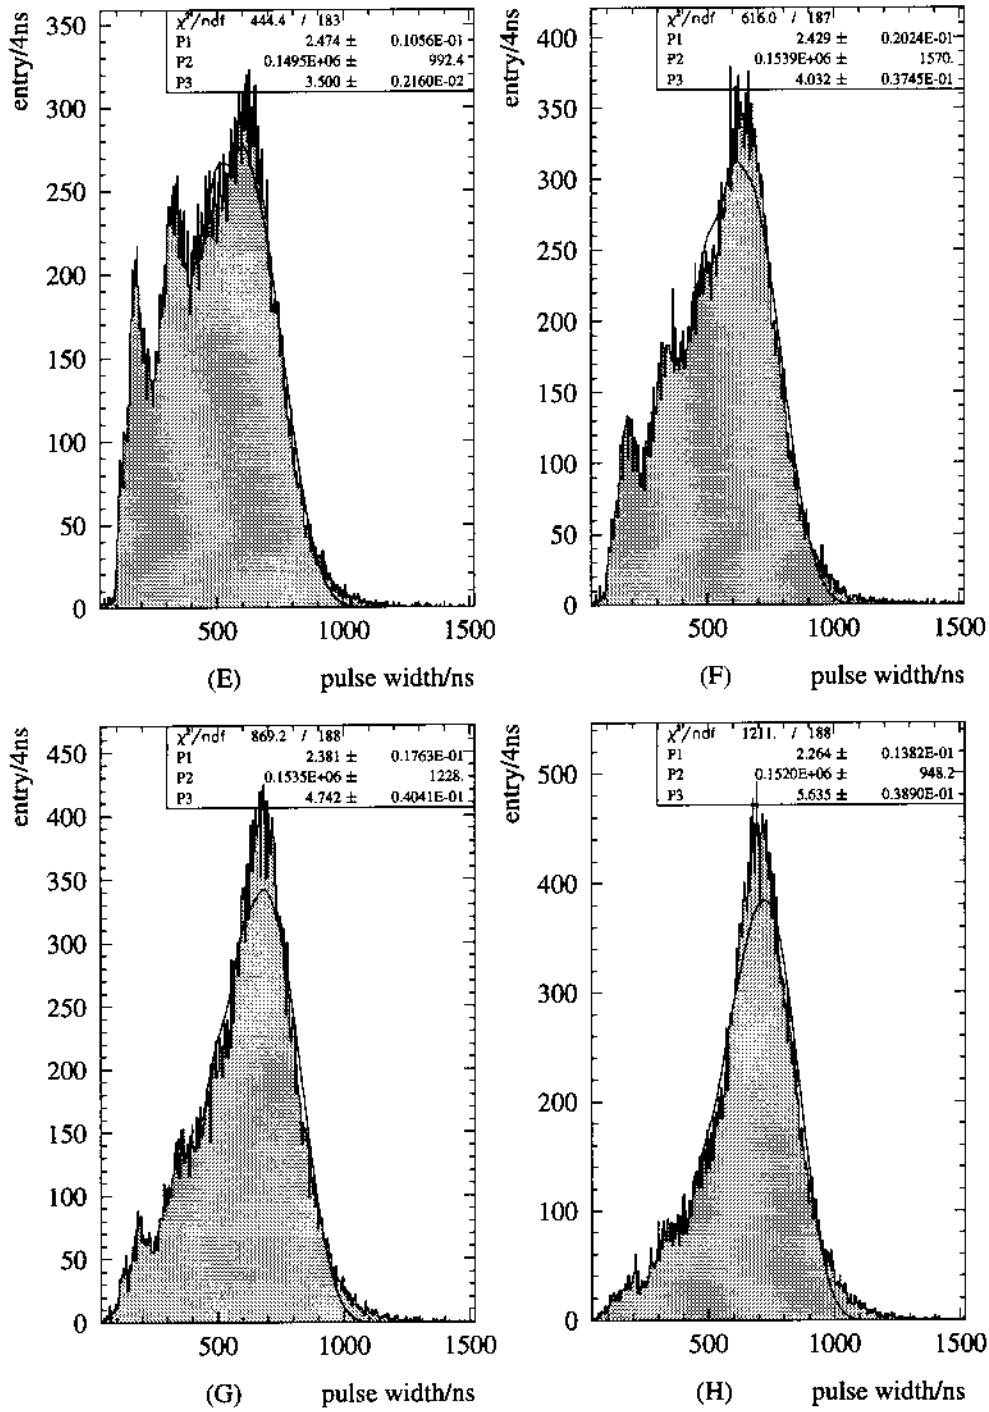 entry/4ns
χ²/ndf 444.4 / 183
P1 2.474 ± 0.1056E-01
P2 0.1495E+06 ± 992.4
P3 3.500 ± 0.2160E-02
350
300
250
200
150
100
50
0
500 1000 1500
(E) pulse width/ns
entry/4ns
χ²/ndf 616.0 / 187
P1 2.429 ± 0.2024E-01
P2 0.1539E+06 ± 1570.
P3 4.032 ± 0.3745E-01
400
350
300
250
200
150
100
50
0
500 1000 1500
(F) pulse width/ns
entry/4ns
χ²/ndf 869.2 / 188
P1 2.381 ± 0.1763E-01
P2 0.1535E+06 ± 1228.
P3 4.742 ± 0.4041E-01
450
400
350
300
250
200
150
100
50
0
500 1000 1500
(G) pulse width/ns
entry/4ns
χ²/ndf 1211. / 188
P1 2.264 ± 0.1382E-01
P2 0.1520E+06 ± 948.2
P3 5.635 ± 0.3890E-01
500
400
300
200
100
0
500 1000 1500
(H) pulse width/ns